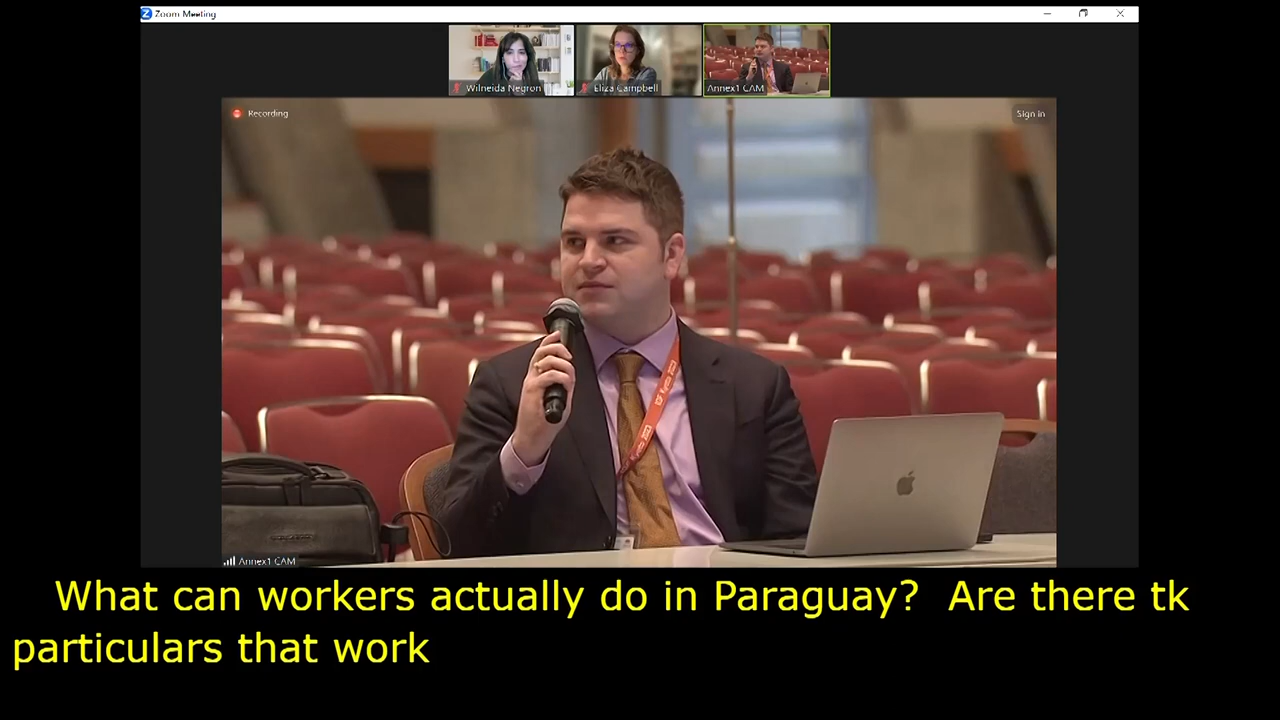 Zoom Meeting
Wilneida Negron
Eliza Campbell
Annex1 CAM
Recording
Sign in
Annex1 CAM
What can workers actually do in Paraguay?  Are there tk
particulars that work